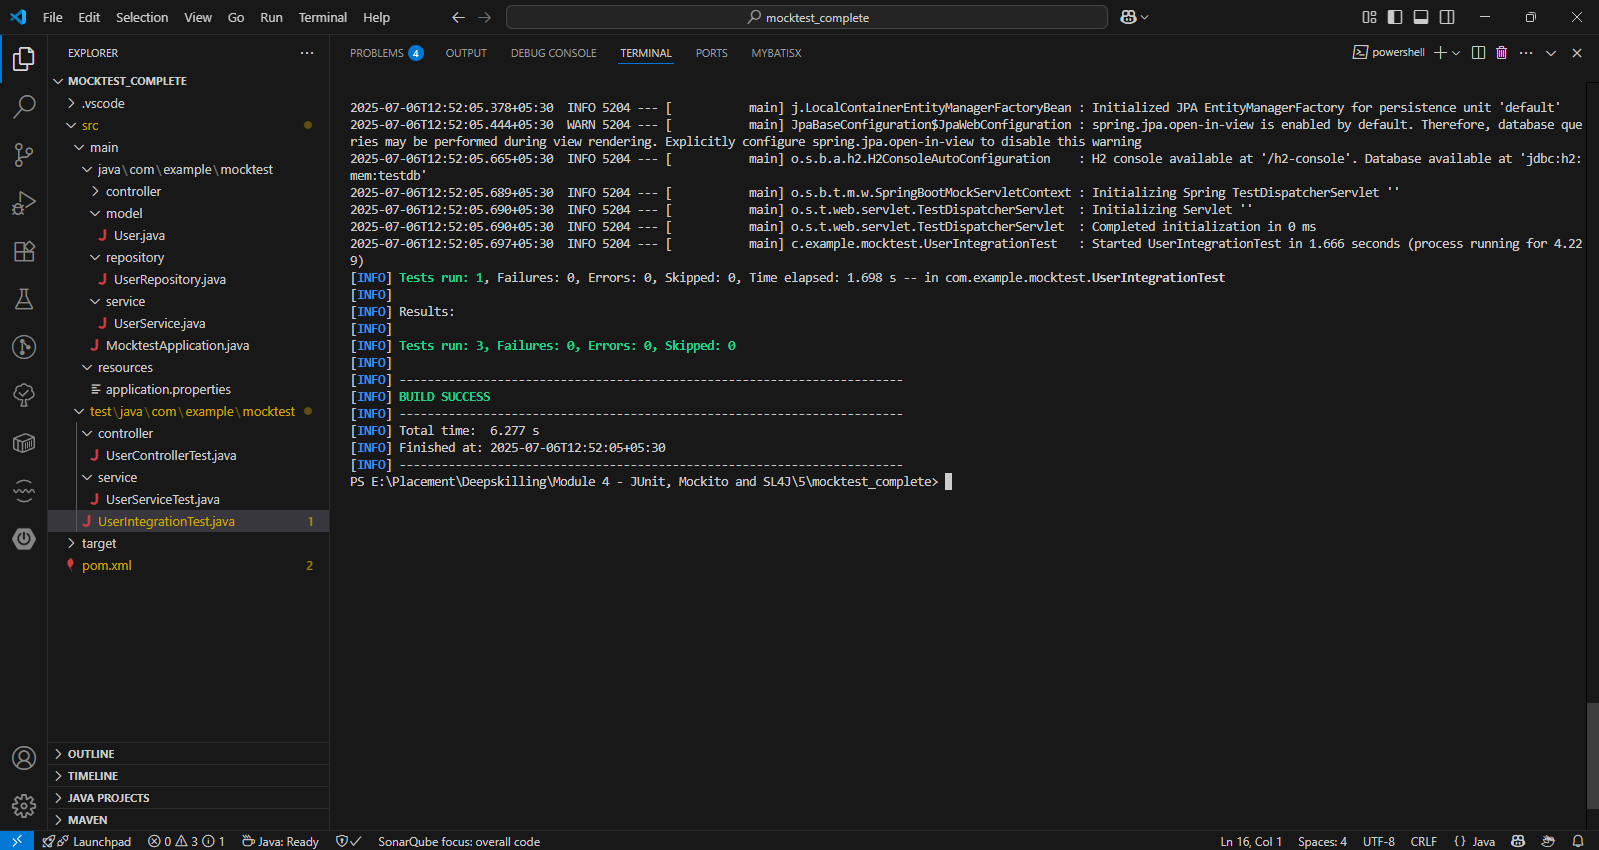 File Edit Selection View Go Run Terminal Help
mocktest_complete
EXPLORER
MOCKTEST_COMPLETE
.vscode
src
main
java\com\example\mocktest
controller
model
User.java
repository
UserRepository.java
service
UserService.java
MocktestApplication.java
resources
application.properties
test\java\com\example\mocktest
controller
UserControllerTest.java
service
UserServiceTest.java
UserIntegrationTest.java 1
target
pom.xml 2
OUTLINE
TIMELINE
JAVA PROJECTS
MAVEN
PROBLEMS 4 OUTPUT DEBUG CONSOLE TERMINAL PORTS MYBATISX
powershell
2025-07-06T12:52:05.378+05:30  INFO 5204 --- [           main] j.LocalContainerEntityManagerFactoryBean : Initialized JPA EntityManagerFactory for persistence unit 'default'
2025-07-06T12:52:05.444+05:30  WARN 5204 --- [           main] JpaBaseConfiguration$JpaWebConfiguration : spring.jpa.open-in-view is enabled by default. Therefore, database que
ries may be performed during view rendering. Explicitly configure spring.jpa.open-in-view to disable this warning
2025-07-06T12:52:05.665+05:30  INFO 5204 --- [           main] o.s.b.a.h2.H2ConsoleAutoConfiguration    : H2 console available at '/h2-console'. Database available at 'jdbc:h2:
mem:testdb'
2025-07-06T12:52:05.689+05:30  INFO 5204 --- [           main] o.s.b.t.m.w.SpringBootMockServletContext : Initializing Spring TestDispatcherServlet ''
2025-07-06T12:52:05.690+05:30  INFO 5204 --- [           main] o.s.t.web.servlet.TestDispatcherServlet  : Initializing Servlet ''
2025-07-06T12:52:05.690+05:30  INFO 5204 --- [           main] o.s.t.web.servlet.TestDispatcherServlet  : Completed initialization in 0 ms
2025-07-06T12:52:05.697+05:30  INFO 5204 --- [           main] c.example.mocktest.UserIntegrationTest   : Started UserIntegrationTest in 1.666 seconds (process running for 4.22
9)
[INFO] Tests run: 1, Failures: 0, Errors: 0, Skipped: 0, Time elapsed: 1.698 s -- in com.example.mocktest.UserIntegrationTest
[INFO]
[INFO] Results:
[INFO]
[INFO] Tests run: 3, Failures: 0, Errors: 0, Skipped: 0
[INFO]
[INFO] ------------------------------------------------------------------------
[INFO] BUILD SUCCESS
[INFO] ------------------------------------------------------------------------
[INFO] Total time:  6.277 s
[INFO] Finished at: 2025-07-06T12:52:05+05:30
[INFO] ------------------------------------------------------------------------
PS E:\Placement\Deepskilling\Module 4 - JUnit, Mockito and SL4J\5\mocktest_complete>
Launchpad 0 3 1 Java: Ready SonarQube focus: overall code Ln 16, Col 1 Spaces: 4 UTF-8 CRLF {} Java